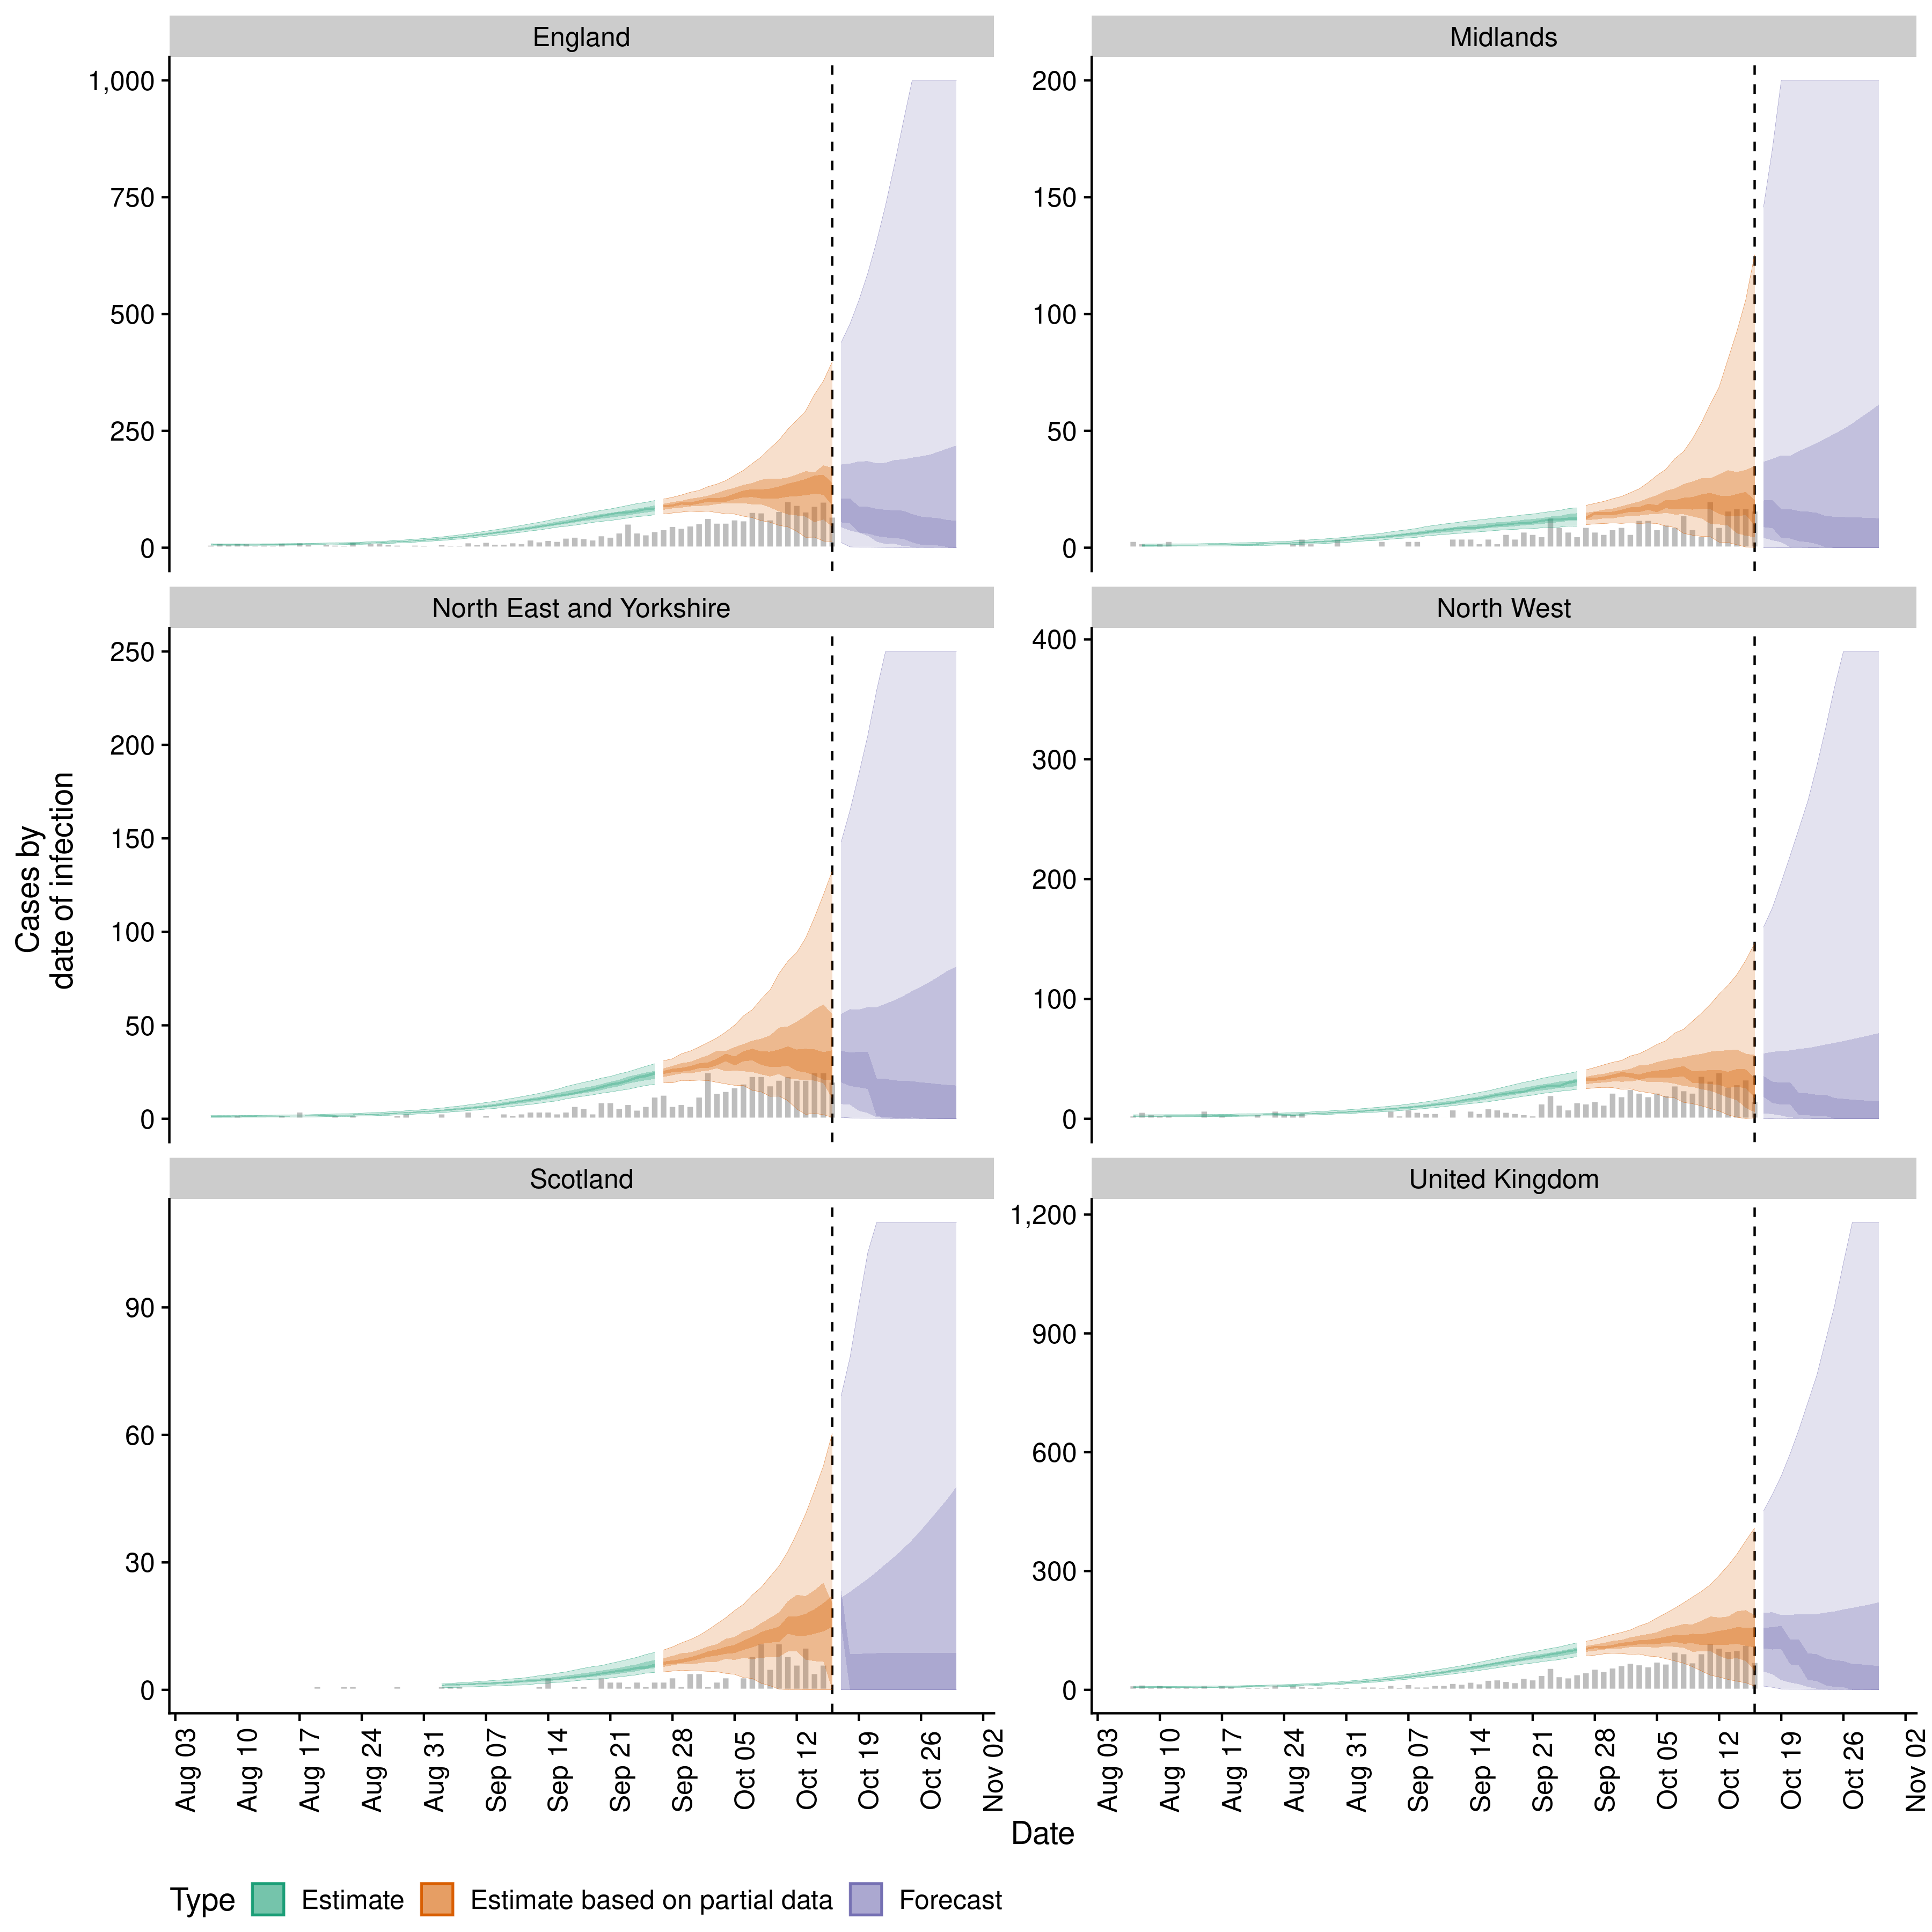 England
Midlands
1,000
750
500
250
0
200
150
100
50
0
North East and Yorkshire
North West
250
200
150
100
50
0
400
300
200
100
0
Scotland
United Kingdom
90
60
30
0
1,200
900
600
300
0
Cases by
date of infection
Aug 03
Aug 10
Aug 17
Aug 24
Aug 31
Sep 07
Sep 14
Sep 21
Sep 28
Oct 05
Oct 12
Oct 19
Oct 26
Nov 02
Aug 03
Aug 10
Aug 17
Aug 24
Aug 31
Sep 07
Sep 14
Sep 21
Sep 28
Oct 05
Oct 12
Oct 19
Oct 26
Nov 02
Date
Type Estimate Estimate based on partial data Forecast